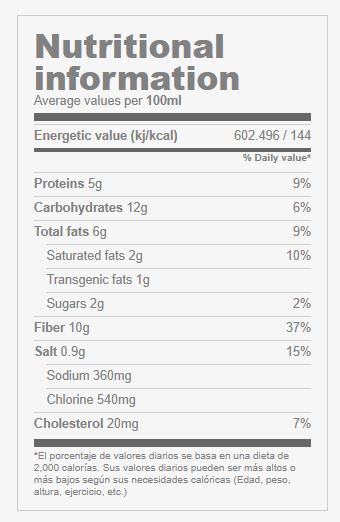 Nutritional
information
Average values per 100ml
Energetic value (kj/kcal) 602.496 / 144
% Daily value*
Proteins 5g 9%
Carbohydrates 12g 6%
Total fats 6g 9%
Saturated fats 2g 10%
Transgenic fats 1g
Sugars 2g 2%
Fiber 10g 37%
Salt 0.9g 15%
Sodium 360mg
Chlorine 540mg
Cholesterol 20mg 7%
*El porcentaje de valores diarios se basa en una dieta de
2,000 calorías. Sus valores diarios pueden ser más altos o
más bajos según sus necesidades calóricas (Edad, peso,
altura, ejercicio, etc.)